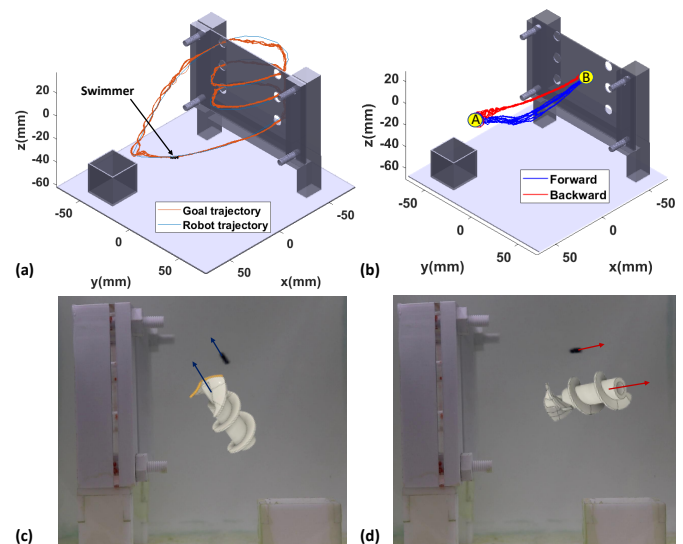 Swimmer
z(mm)
20
0
-20
-40
-60
-50
0
50
y(mm)
-50
0
50
x(mm)
Goal trajectory
Robot trajectory
(a)
A
B
z(mm)
20
0
-20
-40
-60
-50
0
50
y(mm)
-50
0
50
x(mm)
Forward
Backward
(b)
(c)
(d)